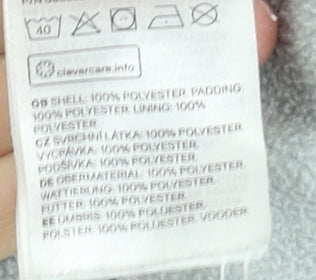 40
clevercare.info
GB SHELL: 100% POLYESTER. PADDING:
100% POLYESTER. LINING: 100%
POLYESTER.
CZ SVRCHNÍ LÁTKA: 100% POLYESTER.
VYCPÁVKA: 100% POLYESTER.
PODŠÍVKA: 100% POLYESTER.
DE OBERMATERIAL: 100% POLYESTER.
WATTIERUNG: 100% POLYESTER.
FUTTER: 100% POLYESTER.
EE ÜMBRIS: 100% POLÜESTER.
POLSTER: 100% POLÜESTER. VOODER: